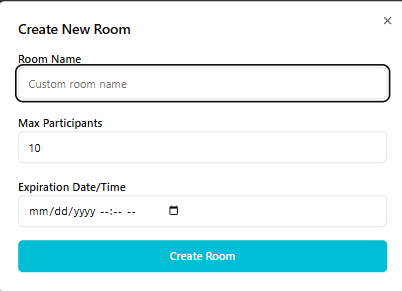 Create New Room
Room Name
Custom room name
Max Participants
10
Expiration Date/Time
mm/dd/yyyy --:-- --
Create Room